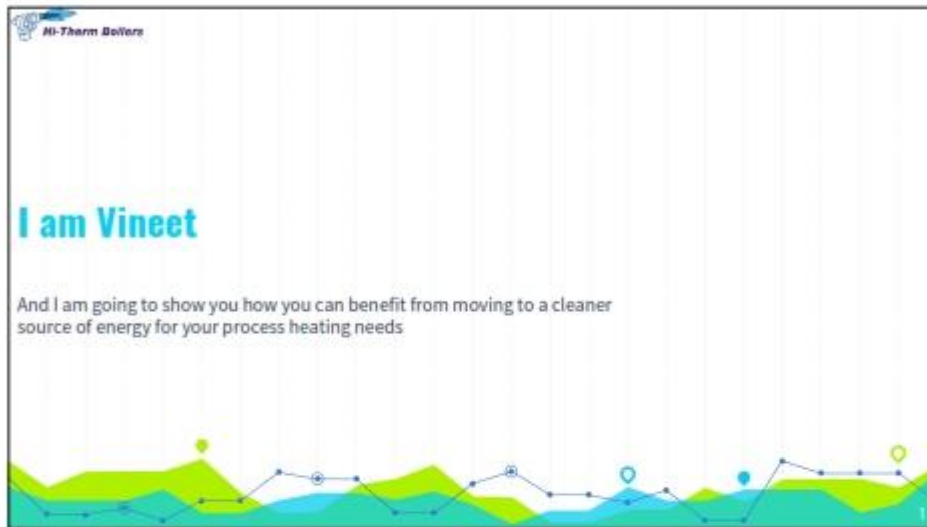 Hi-Therm Boilers
I am Vineet
And I am going to show you how you can benefit from moving to a cleaner
source of energy for your process heating needs
1